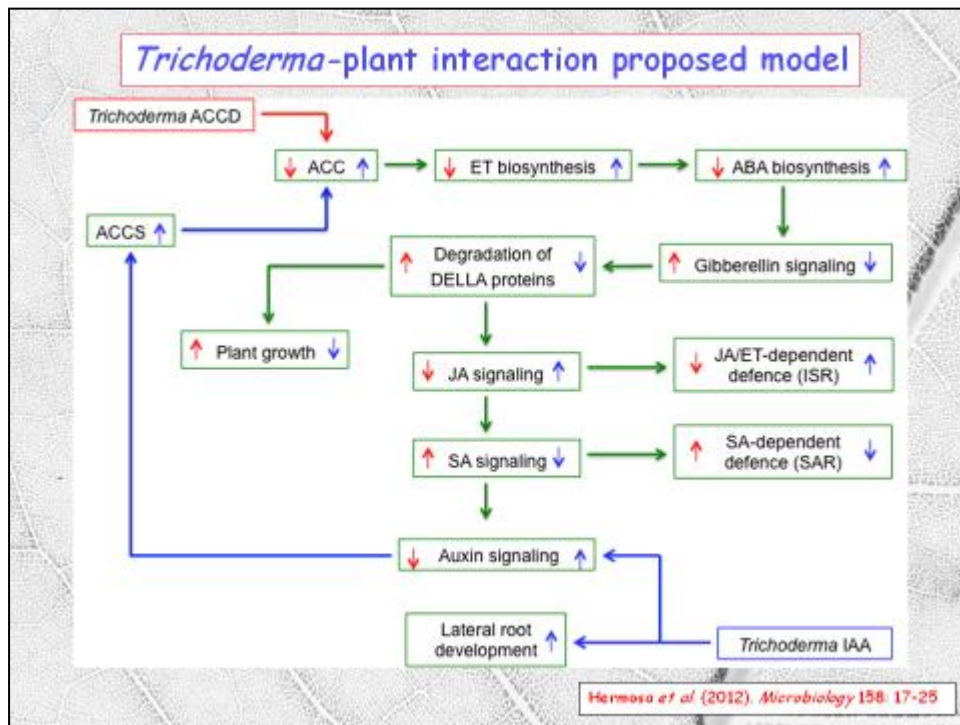 Trichoderma-plant interaction proposed model
Trichoderma ACCD
↓ ACC ↑
↓ ET biosynthesis ↑
↓ ABA biosynthesis ↑
ACCS ↑
↑ Degradation of ↓
DELLA proteins
↑ Gibberellin signaling ↓
↑ Plant growth ↓
↓ JA signaling ↑
↓ JA/ET-dependent ↑
defence (ISR)
↑ SA signaling ↓
↑ SA-dependent ↓
defence (SAR)
↓ Auxin signaling ↑
Lateral root
development ↑
Trichoderma IAA
Hermosa et al. (2012). Microbiology 158: 17-25